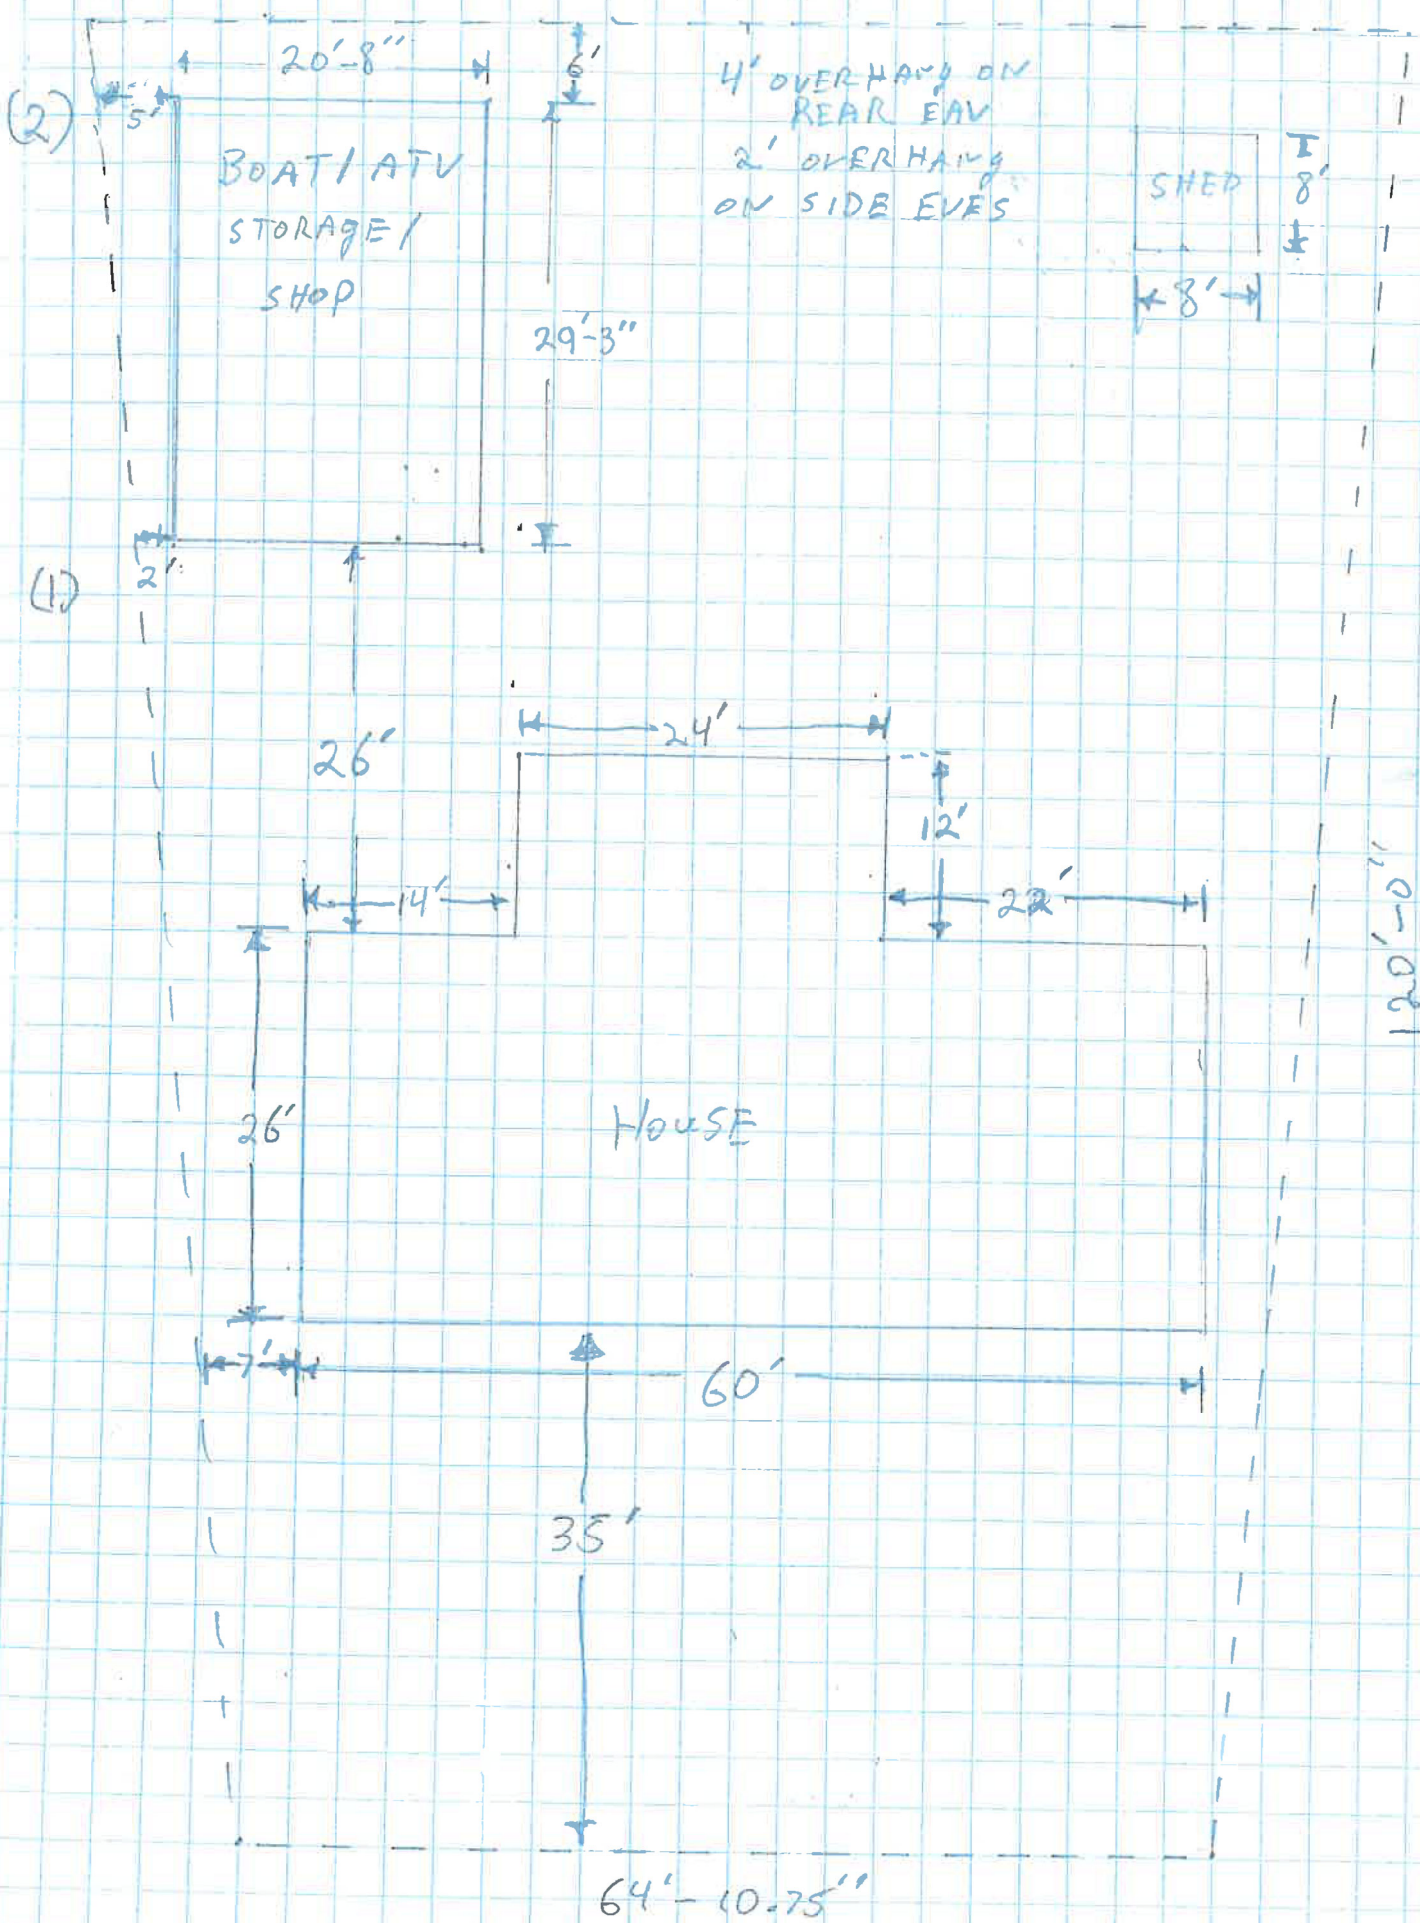 20'-8"
6'
4' OVERHANG ON
REAR EAV
2' OVERHANG
ON SIDE EVES
(2)
5'
BOAT / ATV
STORAGE /
SHOP
SHED
8'
8'
29'-3"
2'
(1)
24'
26'
12'
14'
22'
120'-0"
26'
HOUSE
7'
60'
35'
64'-10.75"